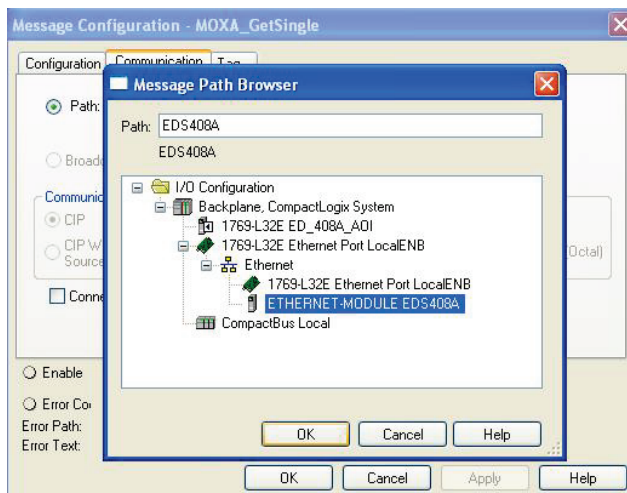 Message Configuration - MOXA_GetSingle
Configuration Communication Tag
Message Path Browser
Path:
Path: EDS408A
EDS408A
Broad
I/O Configuration
Backplane, CompactLogix System
1769-L32E ED_408A_AOI
1769-L32E Ethernet Port LocalENB
Ethernet
1769-L32E Ethernet Port LocalENB
ETHERNET-MODULE EDS408A
CompactBus Local
Communic
CIP
CIP W
Source
(Octal)
Conne
Enable
Error Co
Error Path:
Error Text:
OK Cancel Help
OK Cancel Apply Help